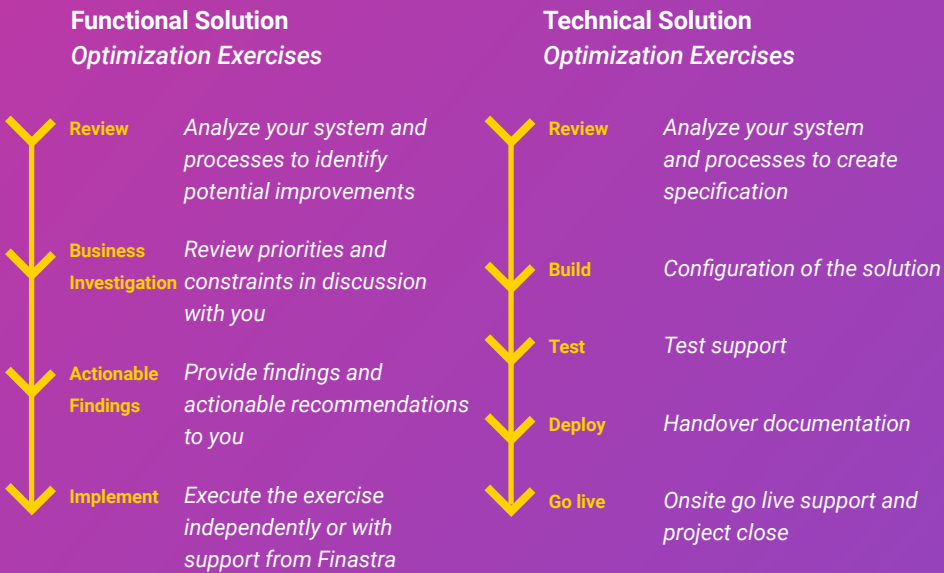 Functional Solution
Optimization Exercises
Review
Analyze your system and
processes to identify
potential improvements
Business
Investigation
Review priorities and
constraints in discussion
with you
Actionable
Findings
Provide findings and
actionable recommendations
to you
Implement
Execute the exercise
independently or with
support from Finastra
Technical Solution
Optimization Exercises
Review
Analyze your system
and processes to create
specification
Build
Configuration of the solution
Test
Test support
Deploy
Handover documentation
Go live
Onsite go live support and
project close